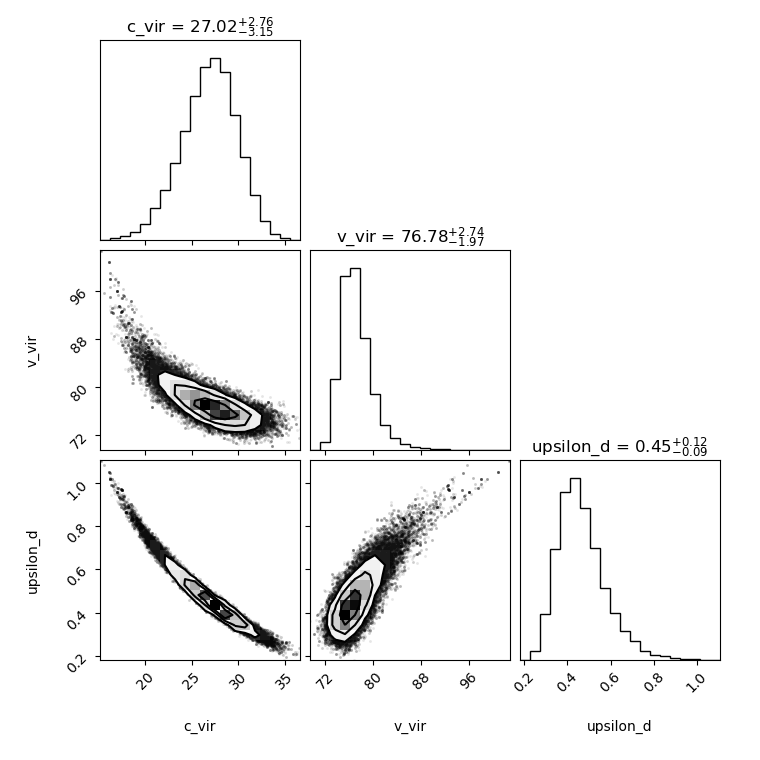 c_vir = 27.02+2.76−3.15
v_vir = 76.78+2.74−1.97
upsilon_d = 0.45+0.12−0.09
v_vir
96
88
80
72
upsilon_d
1.0
0.8
0.6
0.4
0.2
20 25 30 35
72 80 88 96
0.2 0.4 0.6 0.8 1.0
c_vir v_vir upsilon_d